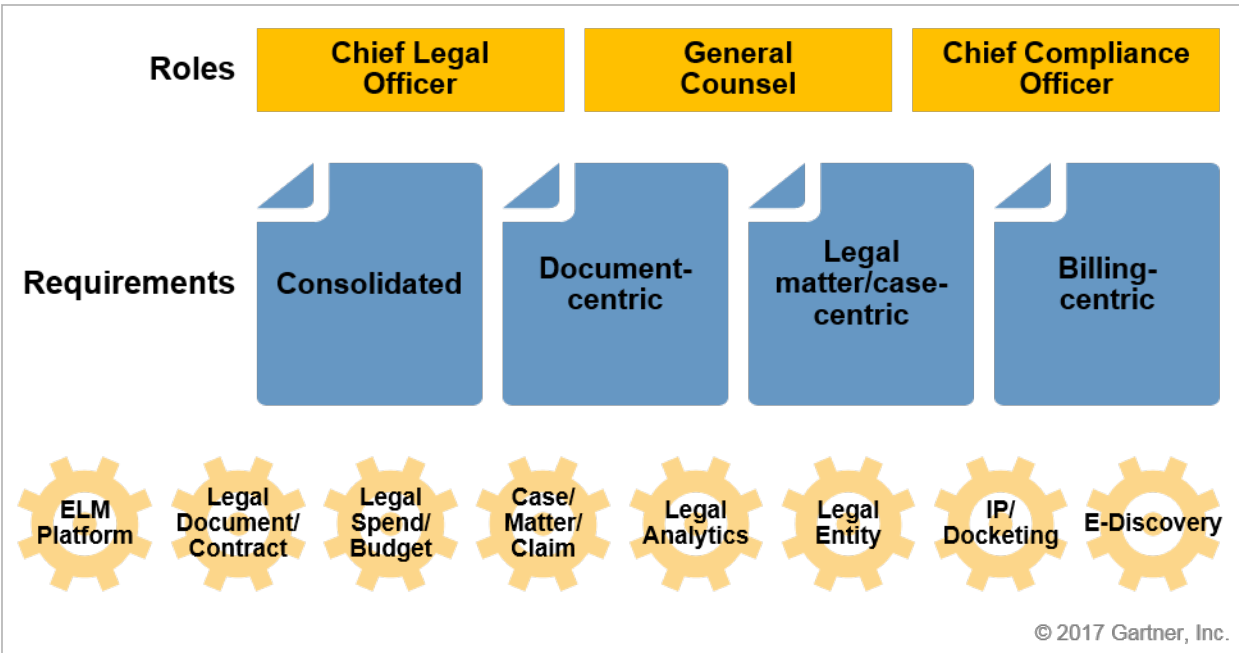 Roles
Chief Legal
Officer
General
Counsel
Chief Compliance
Officer
Requirements
Consolidated
Document-
centric
Legal
matter/case-
centric
Billing-
centric
ELM
Platform
Legal
Document/
Contract
Legal
Spend/
Budget
Case/
Matter/
Claim
Legal
Analytics
Legal
Entity
IP/
Docketing
E-Discovery
© 2017 Gartner, Inc.